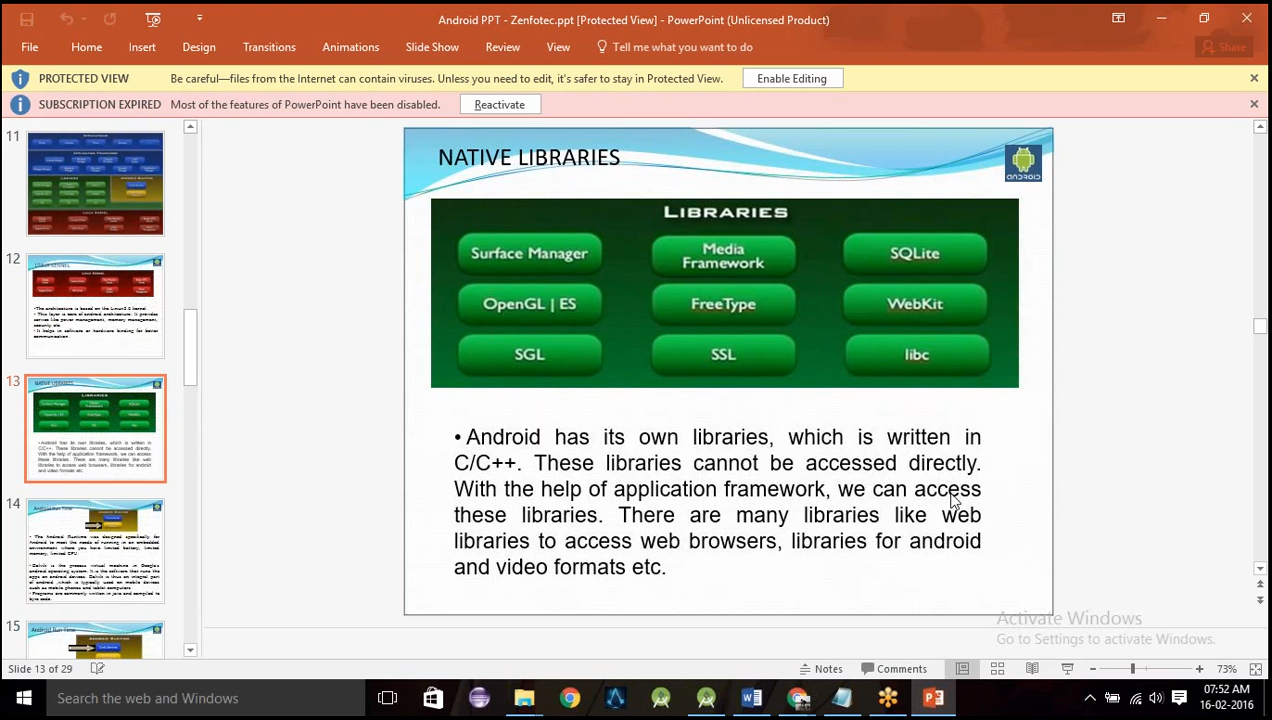 Android PPT - Zenfotec.ppt [Protected View] - PowerPoint (Unlicensed Product)
File Home Insert Design Transitions Animations Slide Show Review View Tell me what you want to do Share
PROTECTED VIEW Be careful—files from the Internet can contain viruses. Unless you need to edit, it's safer to stay in Protected View. Enable Editing
SUBSCRIPTION EXPIRED Most of the features of PowerPoint have been disabled. Reactivate
11
12
13
14
Android Run Time
15
Android Run Time
NATIVE LIBRARIES
ANDROID
LIBRARIES
Surface Manager Media Framework SQLite
OpenGL | ES FreeType WebKit
SGL SSL libc
• Android has its own libraries, which is written in
C/C++. These libraries cannot be accessed directly.
With the help of application framework, we can access
these libraries. There are many libraries like web
libraries to access web browsers, libraries for android
and video formats etc.
Activate Windows
Go to Settings to activate Windows.
Slide 13 of 29 Notes Comments 73%
Search the web and Windows
07:52 AM
16-02-2016